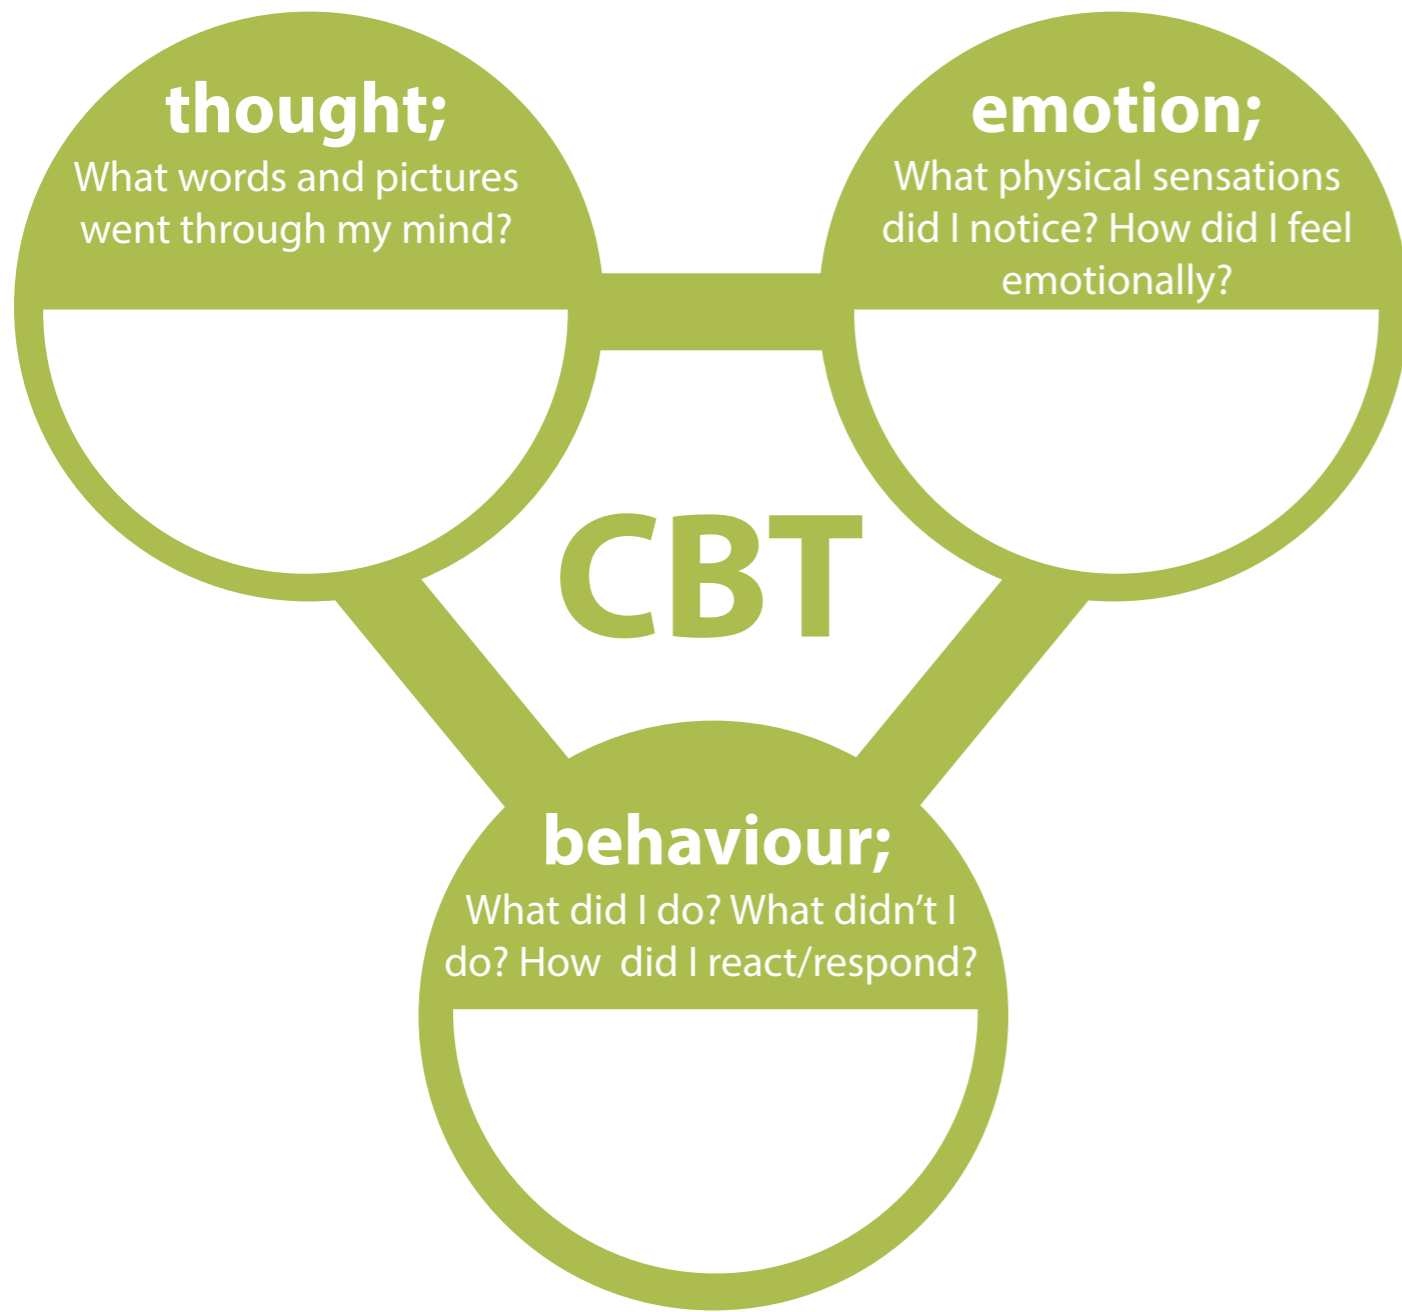 thought;
What words and pictures
went through my mind?
emotion;
What physical sensations
did I notice? How did I feel
emotionally?
CBT
behaviour;
What did I do? What didn’t I
do? How  did I react/respond?